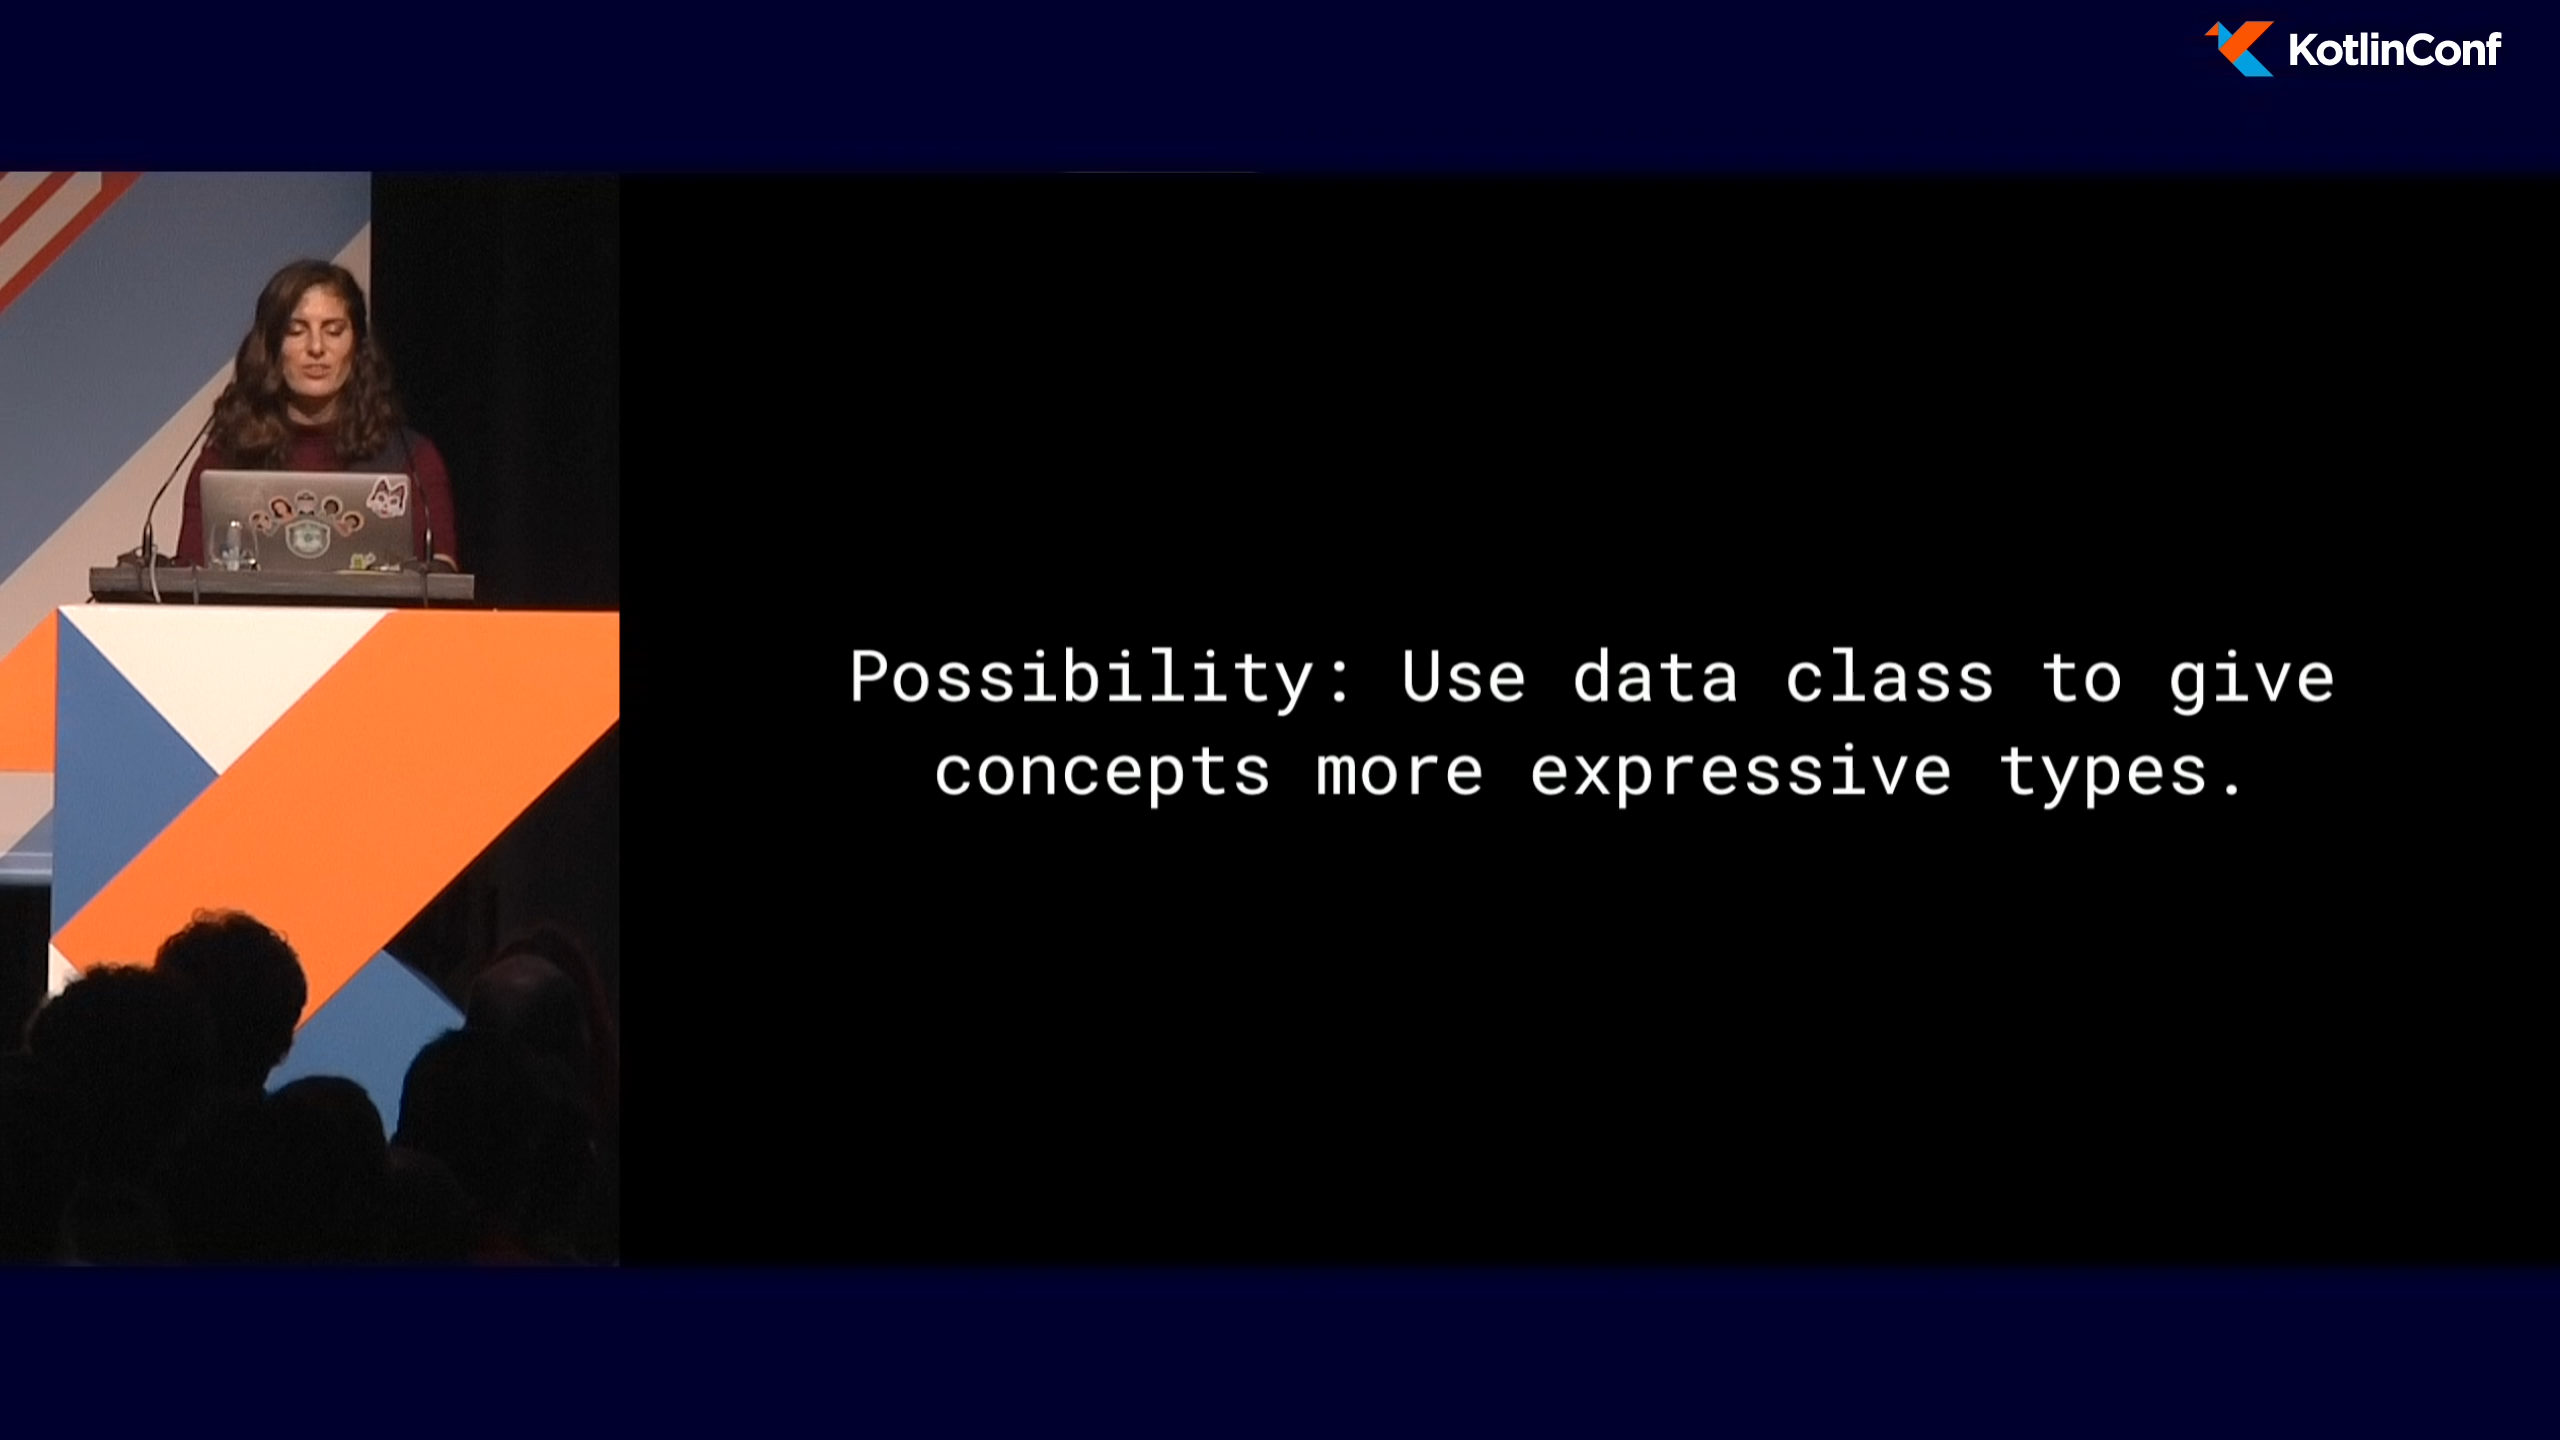 KotlinConf
Possibility: Use data class to give
concepts more expressive types.